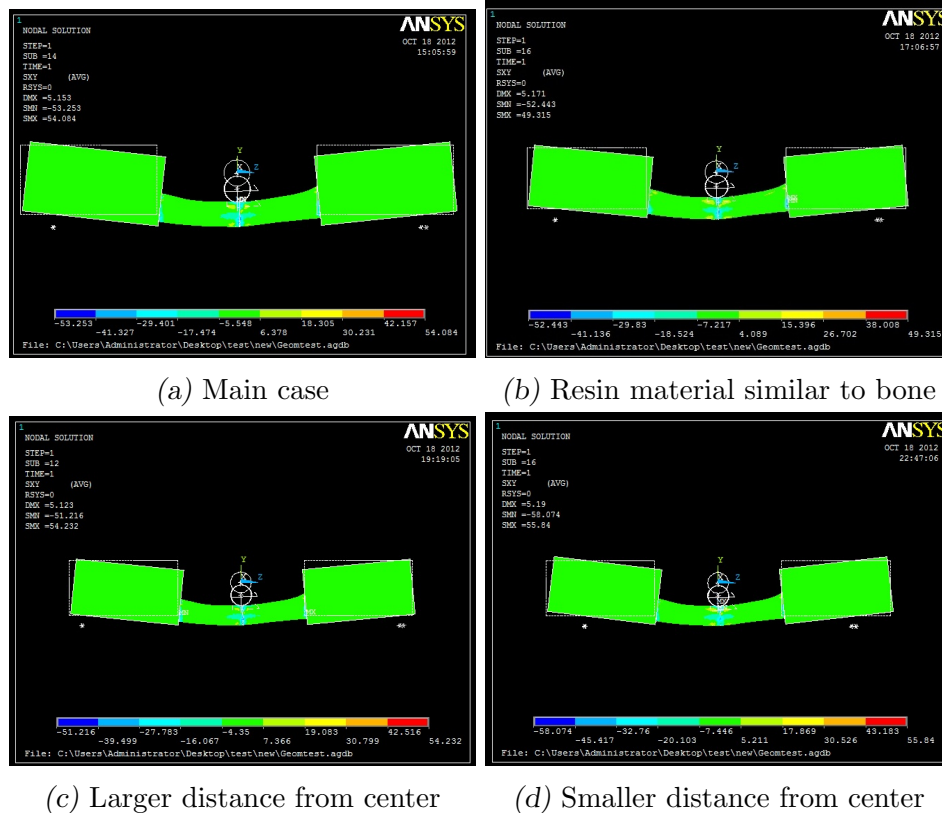 1
ANSYS
NODAL SOLUTION
OCT 18 2012
15:05:59
STEP=1
SUB =14
TIME=1
SXY (AVG)
RSYS=0
DMX =5.153
SMN =-53.253
SMX =54.084
Y
X Z
* **
-53.253 -29.401 -5.548 18.305 42.157
-41.327 -17.474 6.378 30.231 54.084
File: C:\Users\Administrator\Desktop\test\new\Geomtest.agdb
(a) Main case
1
ANSYS
NODAL SOLUTION
OCT 18 2012
17:06:57
STEP=1
SUB =16
TIME=1
SXY (AVG)
RSYS=0
DMX =5.171
SMN =-52.443
SMX =49.315
Y
X Z
* **
-52.443 -29.83 -7.217 15.396 38.008
-41.136 -18.524 4.089 26.702 49.315
File: C:\Users\Administrator\Desktop\test\new\Geomtest.agdb
(b) Resin material similar to bone
1
ANSYS
NODAL SOLUTION
OCT 18 2012
19:19:05
STEP=1
SUB =12
TIME=1
SXY (AVG)
RSYS=0
DMX =5.123
SMN =-51.216
SMX =54.232
Y
X Z
MX
* **
-51.216 -27.783 -4.35 19.083 42.516
-39.499 -16.067 7.366 30.799 54.232
File: C:\Users\Administrator\Desktop\test\new\Geomtest.agdb
(c) Larger distance from center
1
ANSYS
NODAL SOLUTION
OCT 18 2012
22:47:06
STEP=1
SUB =16
TIME=1
SXY (AVG)
RSYS=0
DMX =5.19
SMN =-58.074
SMX =55.84
Y
X Z
* **
-58.074 -32.76 -7.446 17.869 43.183
-45.417 -20.103 5.211 30.526 55.84
File: C:\Users\Administrator\Desktop\test\new\Geomtest.agdb
(d) Smaller distance from center